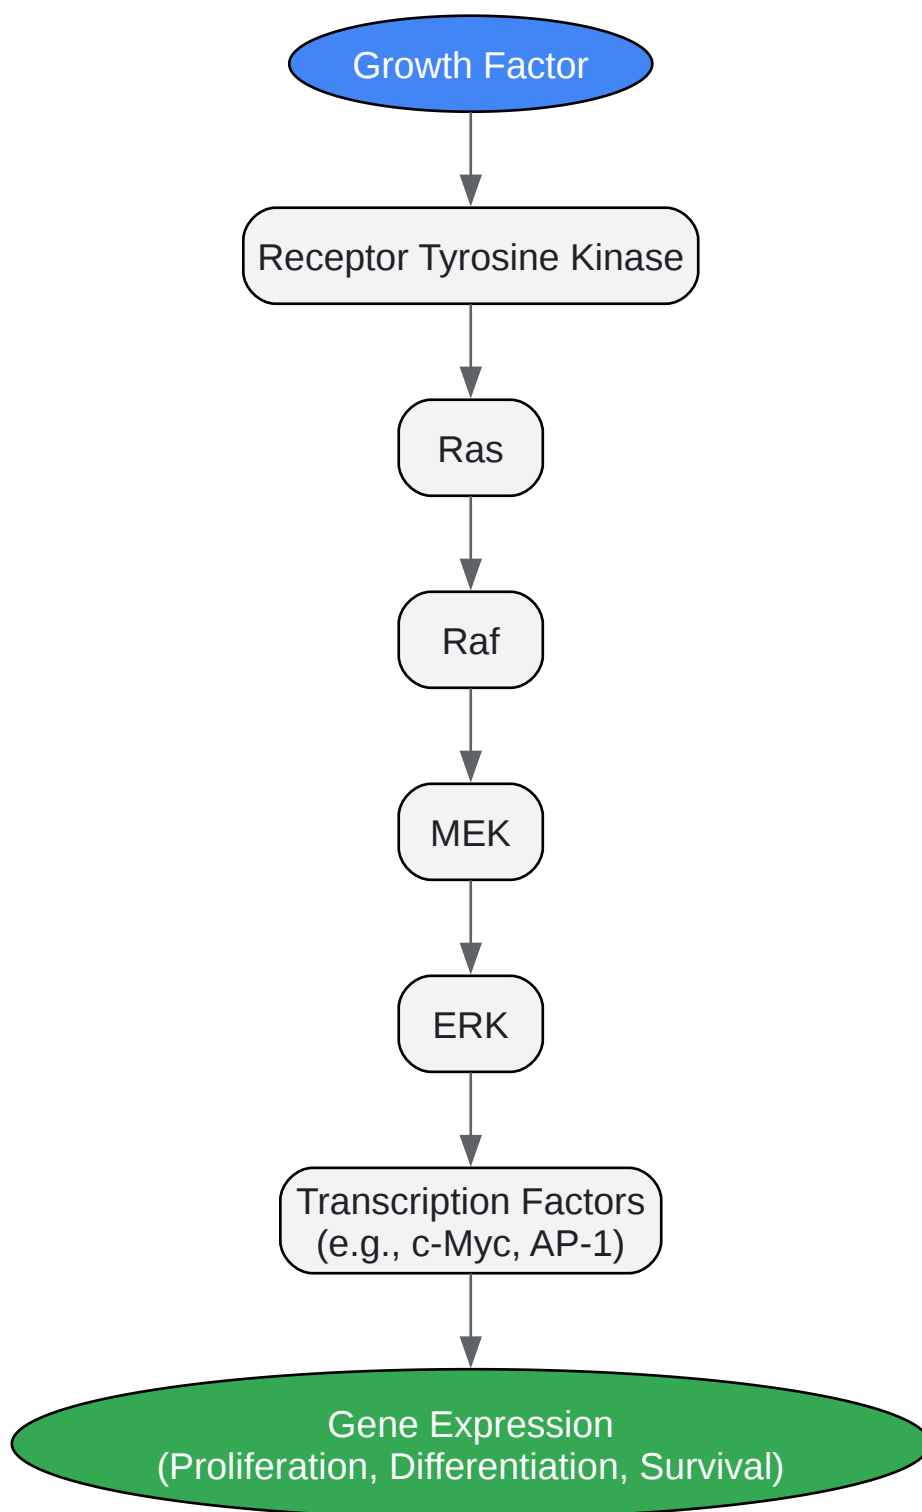 Growth Factor
Receptor Tyrosine Kinase
Ras
Raf
MEK
ERK
Transcription Factors
(e.g., c-Myc, AP-1)
Gene Expression
(Proliferation, Differentiation, Survival)